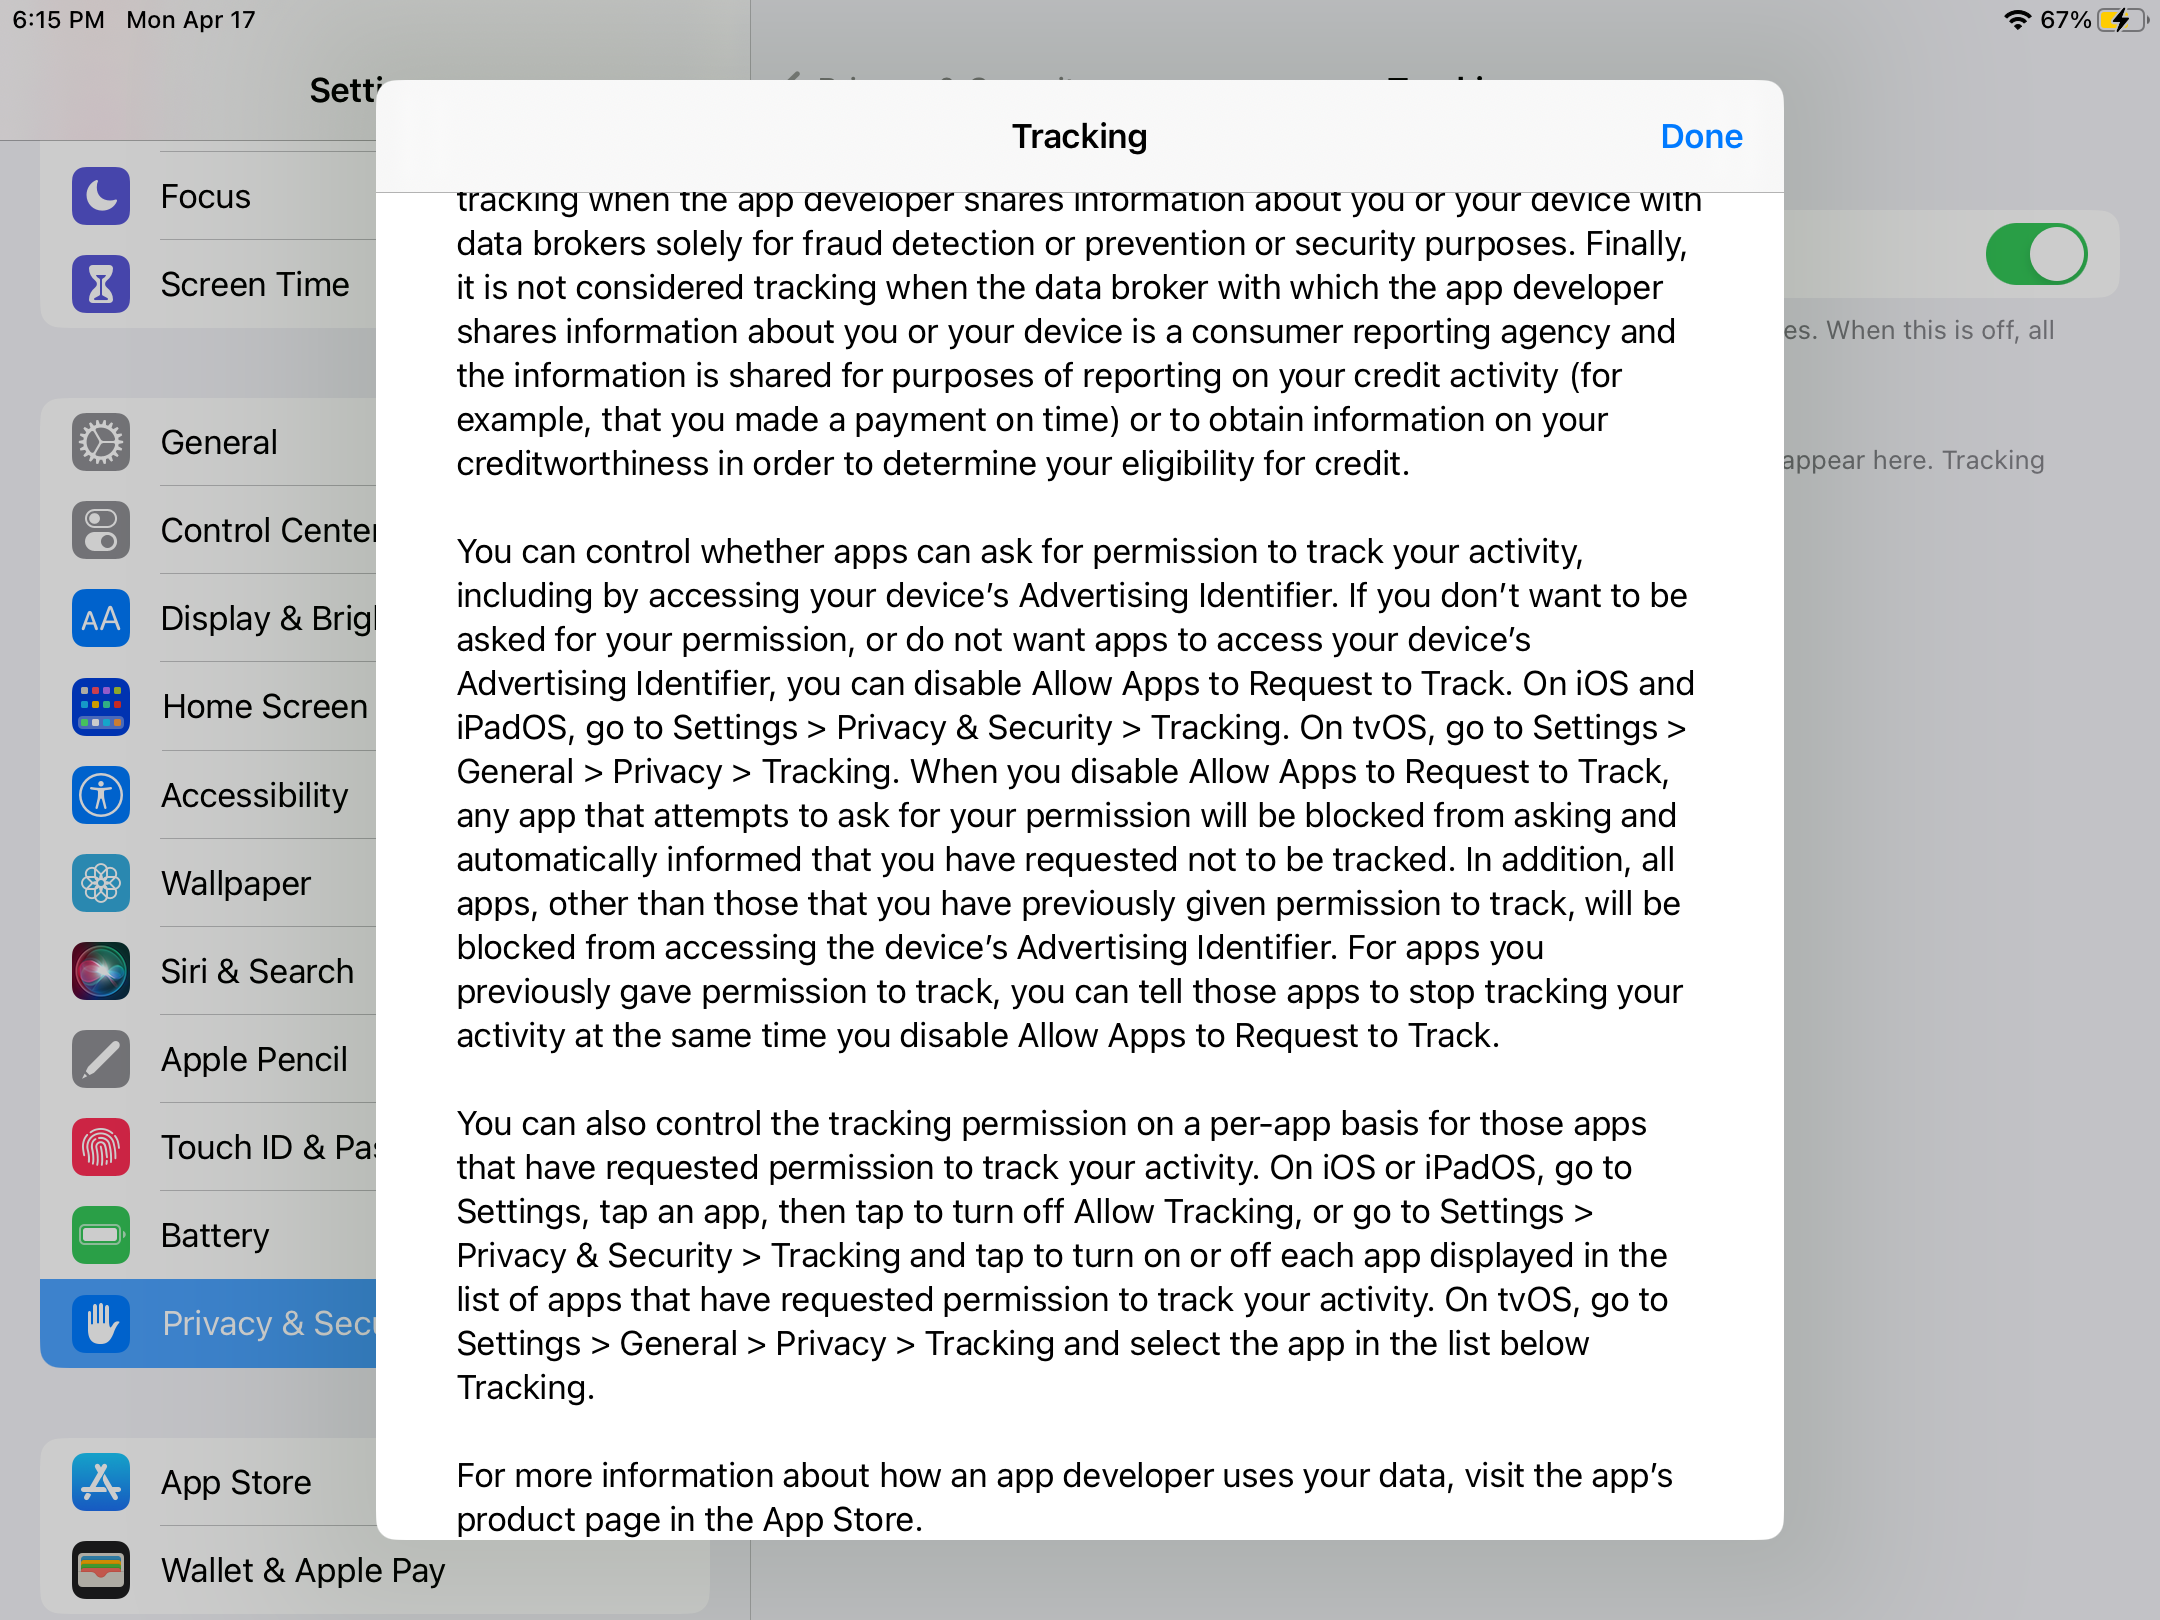 6:15 PM Mon Apr 17
67%
Setti
Tracking
Done
Focus
Screen Time
General
Control Center
Display & Brig
Home Screen
Accessibility
Wallpaper
Siri & Search
Apple Pencil
Touch ID & Pas
Battery
Privacy & Secu
App Store
Wallet & Apple Pay
tracking when the app developer shares information about you or your device with
data brokers solely for fraud detection or prevention or security purposes. Finally,
it is not considered tracking when the data broker with which the app developer
shares information about you or your device is a consumer reporting agency and
the information is shared for purposes of reporting on your credit activity (for
example, that you made a payment on time) or to obtain information on your
creditworthiness in order to determine your eligibility for credit.
You can control whether apps can ask for permission to track your activity,
including by accessing your device’s Advertising Identifier. If you don’t want to be
asked for your permission, or do not want apps to access your device’s
Advertising Identifier, you can disable Allow Apps to Request to Track. On iOS and
iPadOS, go to Settings > Privacy & Security > Tracking. On tvOS, go to Settings >
General > Privacy > Tracking. When you disable Allow Apps to Request to Track,
any app that attempts to ask for your permission will be blocked from asking and
automatically informed that you have requested not to be tracked. In addition, all
apps, other than those that you have previously given permission to track, will be
blocked from accessing the device’s Advertising Identifier. For apps you
previously gave permission to track, you can tell those apps to stop tracking your
activity at the same time you disable Allow Apps to Request to Track.
You can also control the tracking permission on a per-app basis for those apps
that have requested permission to track your activity. On iOS or iPadOS, go to
Settings, tap an app, then tap to turn off Allow Tracking, or go to Settings >
Privacy & Security > Tracking and tap to turn on or off each app displayed in the
list of apps that have requested permission to track your activity. On tvOS, go to
Settings > General > Privacy > Tracking and select the app in the list below
Tracking.
For more information about how an app developer uses your data, visit the app’s
product page in the App Store.
es. When this is off, all
appear here. Tracking